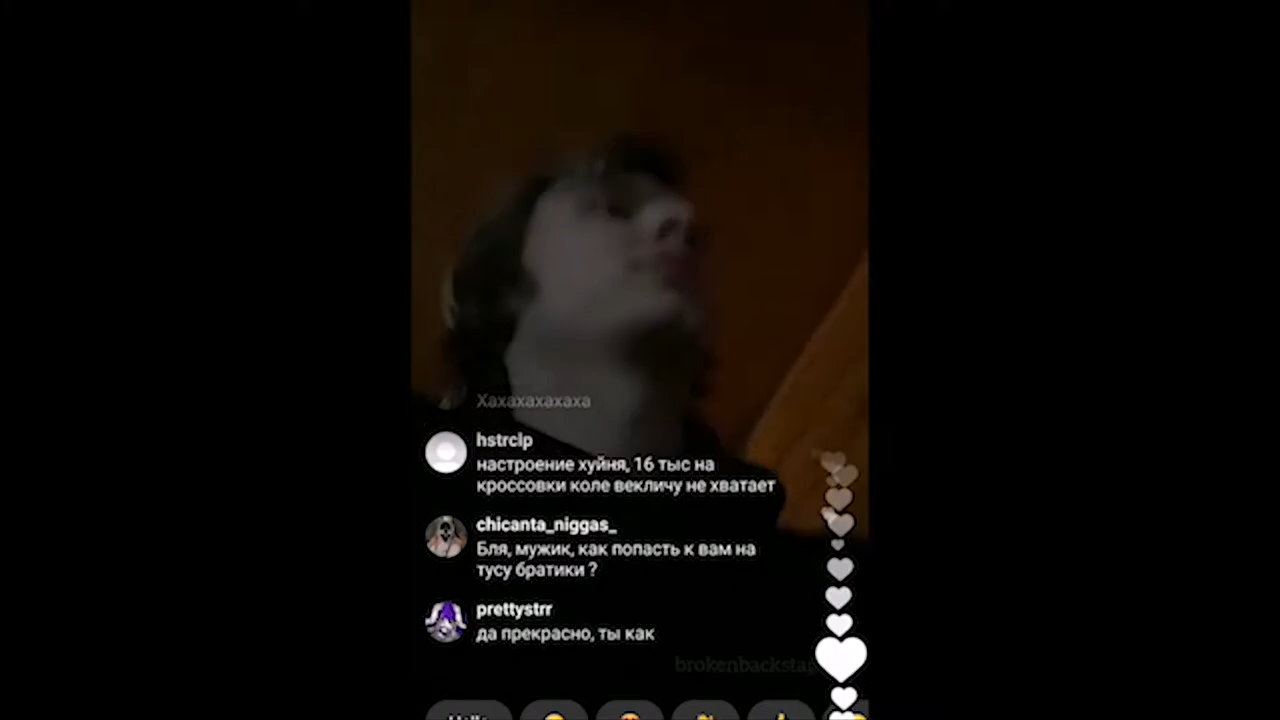 Хахахахахаха
hstrclp
настроение хуйня, 16 тыс на
кроссовки коле векличу не хватает
chicanta_niggas_
Бля, мужик, как попасть к вам на
тусу братики ?
prettystrr
да прекрасно, ты как
brokenbackstap